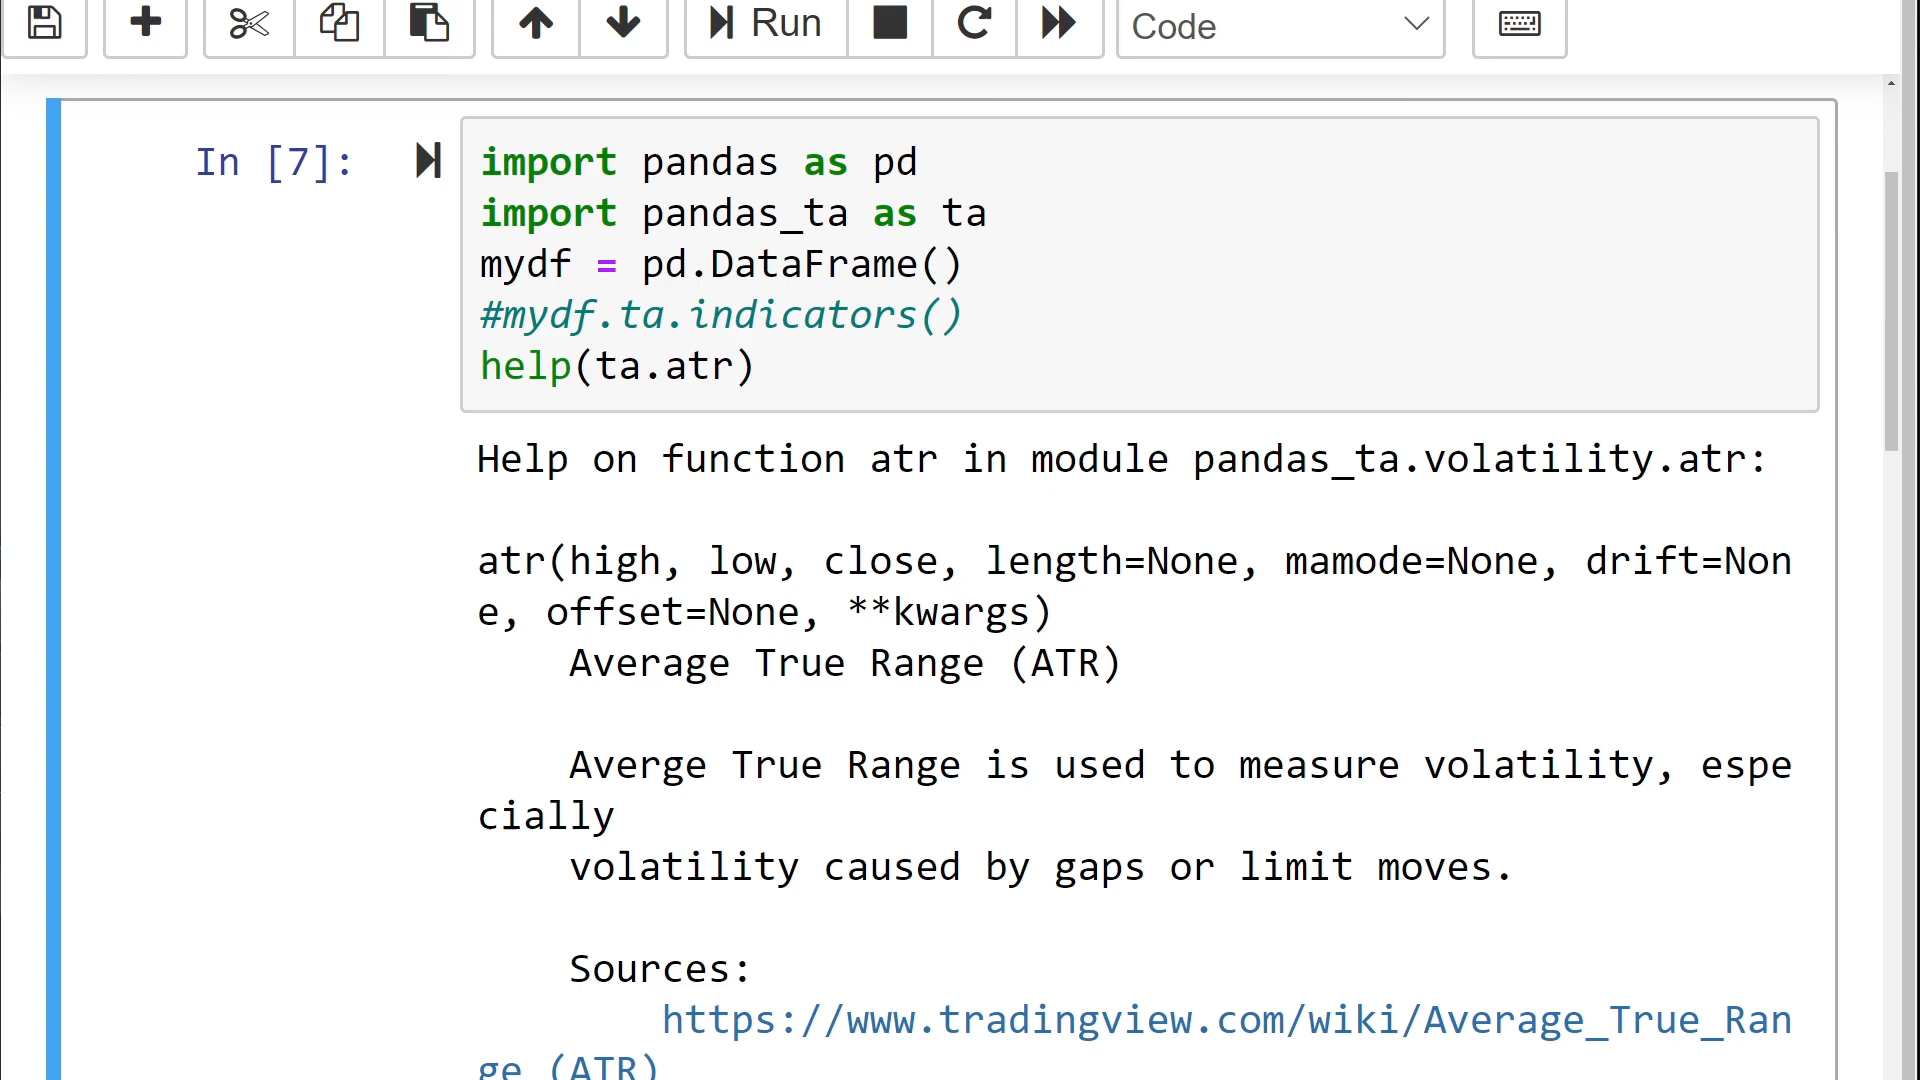 Run
Code
In [7]:
import pandas as pd
import pandas_ta as ta
mydf = pd.DataFrame()
#mydf.ta.indicators()
help(ta.atr)
Help on function atr in module pandas_ta.volatility.atr:
atr(high, low, close, length=None, mamode=None, drift=Non
e, offset=None, **kwargs)
Average True Range (ATR)
Averge True Range is used to measure volatility, espe
cially
volatility caused by gaps or limit moves.
Sources:
https://www.tradingview.com/wiki/Average_True_Ran
ge_(ATR)